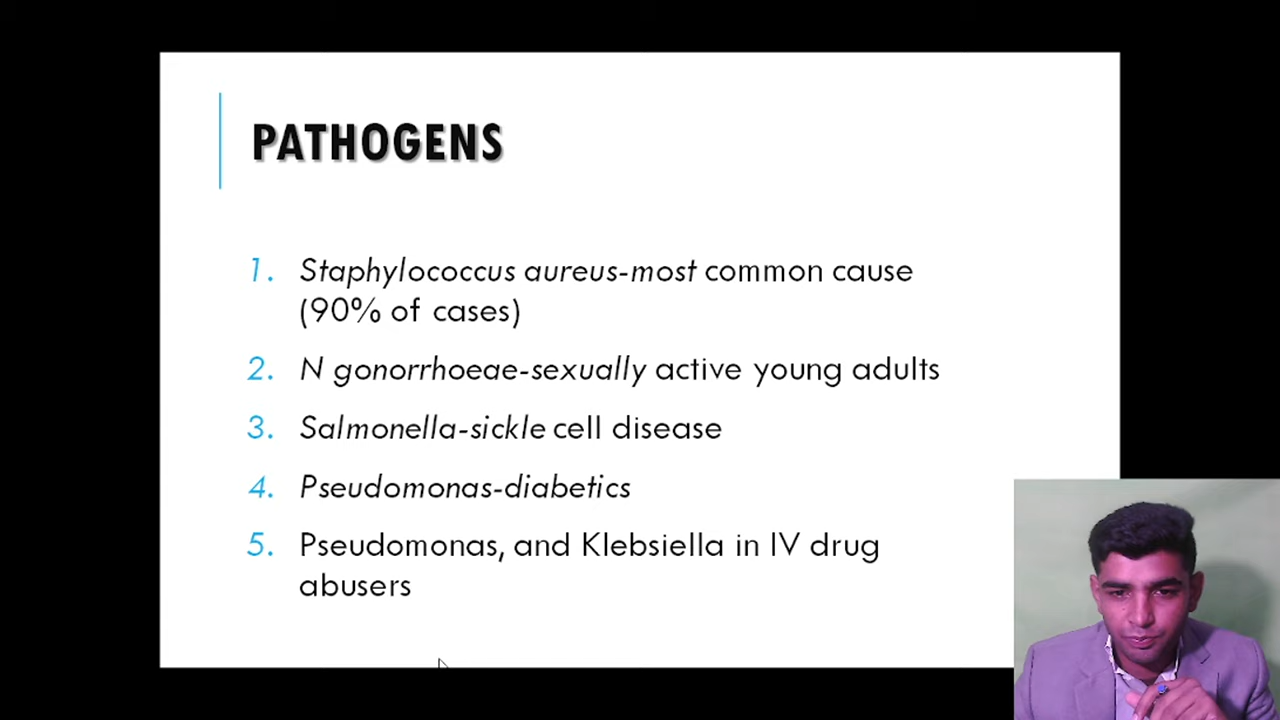 PATHOGENS
1. Staphylococcus aureus-most common cause
(90% of cases)
2. N gonorrhoeae-sexually active young adults
3. Salmonella-sickle cell disease
4. Pseudomonas-diabetics
5. Pseudomonas, and Klebsiella in IV drug
abusers